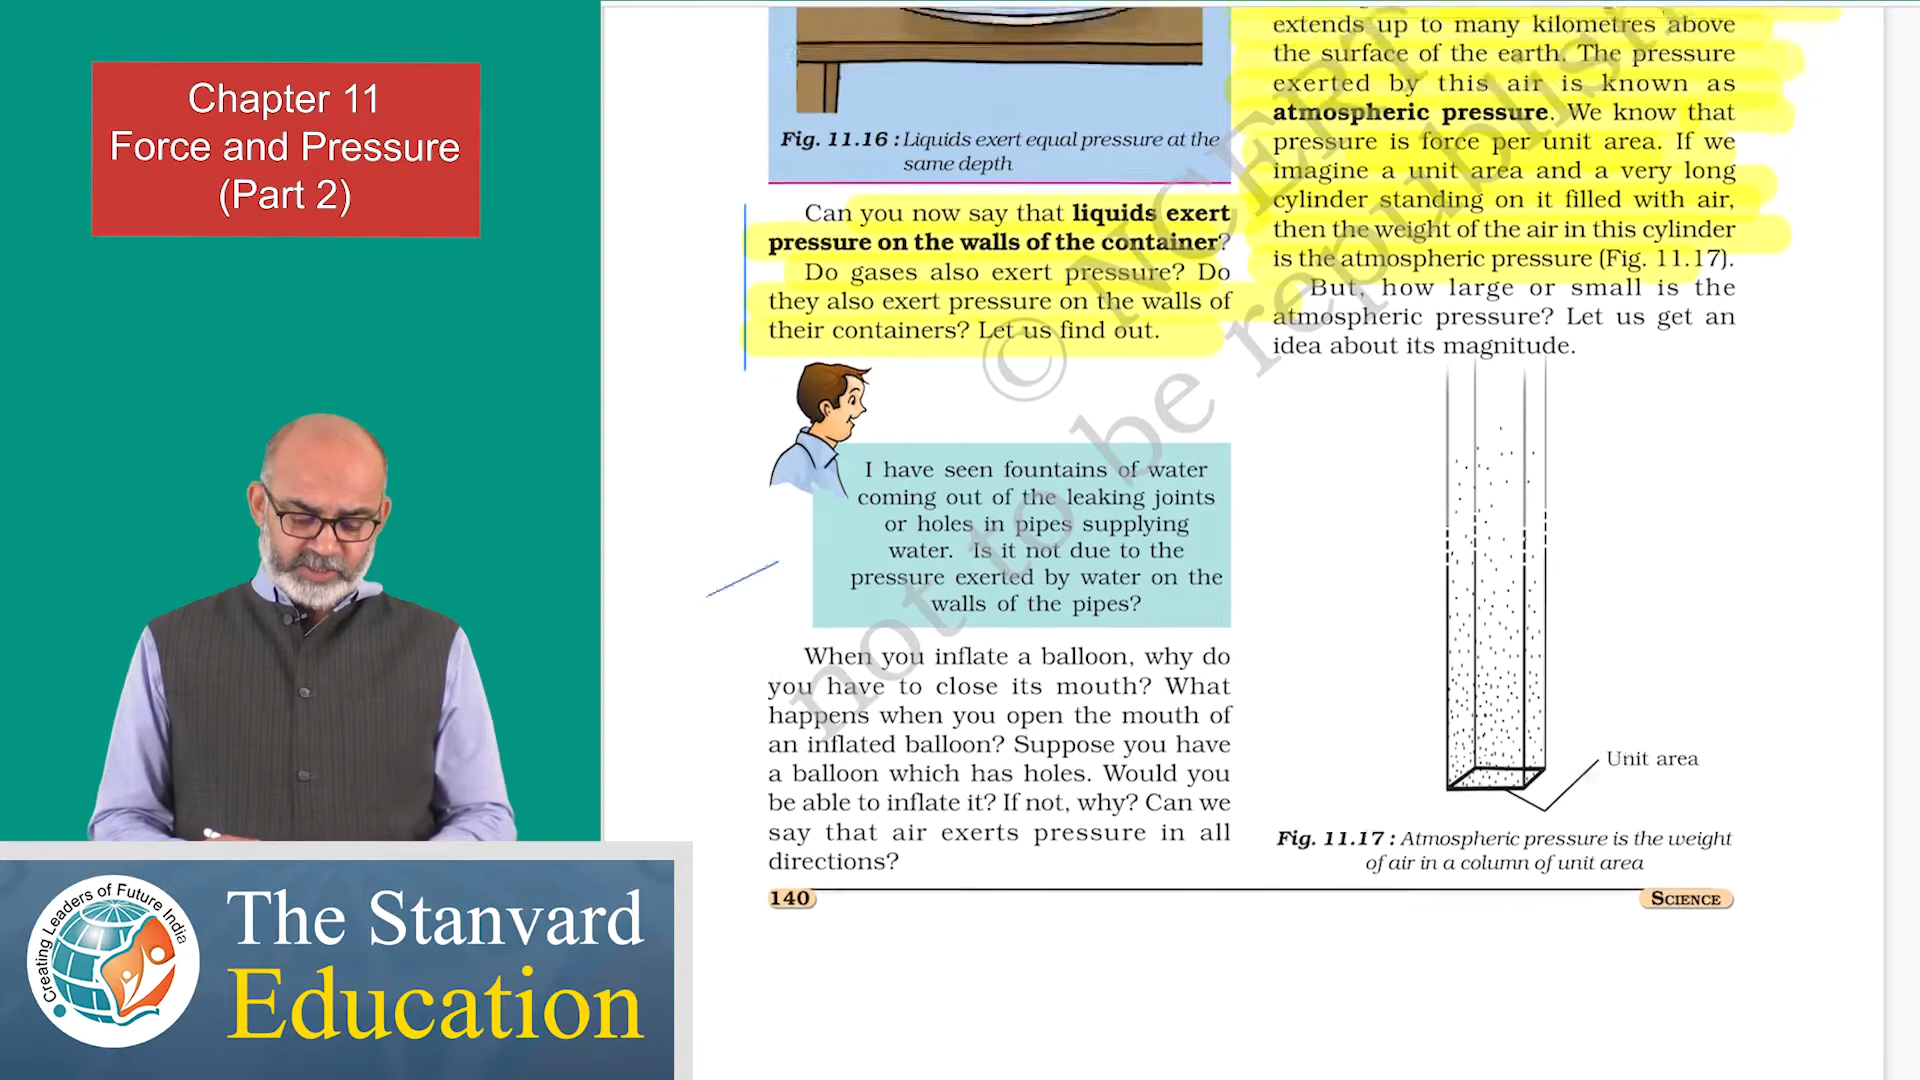 Chapter 11
Force and Pressure
(Part 2)
Creating Leaders of Future India
The Stanvard
Education
Fig. 11.16 : Liquids exert equal pressure at the
same depth
Can you now say that liquids exert
pressure on the walls of the container?
Do gases also exert pressure? Do
they also exert pressure on the walls of
their containers? Let us find out.
I have seen fountains of water
coming out of the leaking joints
or holes in pipes supplying
water. Is it not due to the
pressure exerted by water on the
walls of the pipes?
When you inflate a balloon, why do
you have to close its mouth? What
happens when you open the mouth of
an inflated balloon? Suppose you have
a balloon which has holes. Would you
be able to inflate it? If not, why? Can we
say that air exerts pressure in all
directions?
extends up to many kilometres above
the surface of the earth. The pressure
exerted by this air is known as
atmospheric pressure. We know that
pressure is force per unit area. If we
imagine a unit area and a very long
cylinder standing on it filled with air,
then the weight of the air in this cylinder
is the atmospheric pressure (Fig. 11.17).
But, how large or small is the
atmospheric pressure? Let us get an
idea about its magnitude.
Unit area
Fig. 11.17 : Atmospheric pressure is the weight
of air in a column of unit area
140
SCIENCE
© NCERT
not to be republish